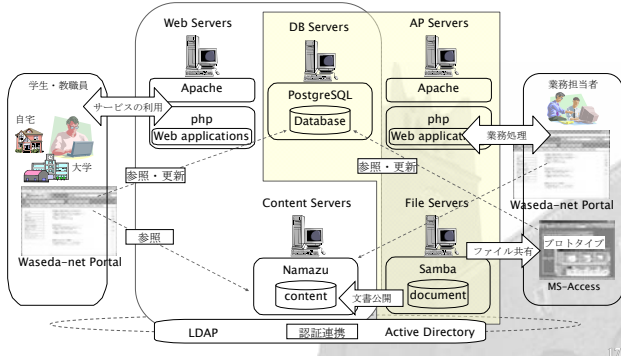 Web Servers
DB Servers
AP Servers
学生・教職員
業務担当者
Apache
PostgreSQL
Apache
サービスの利用
自宅
php
Database
php
Web applications
Web applicati
業務処理
大学
参照・更新
参照・更新
Waseda-net Portal
Content Servers
File Servers
参照
プロトタイプ
Waseda-net Portal
ファイル共有
Namazu
Samba
MS-Access
content
文書公開
document
LDAP
認証連携
Active Directory
17